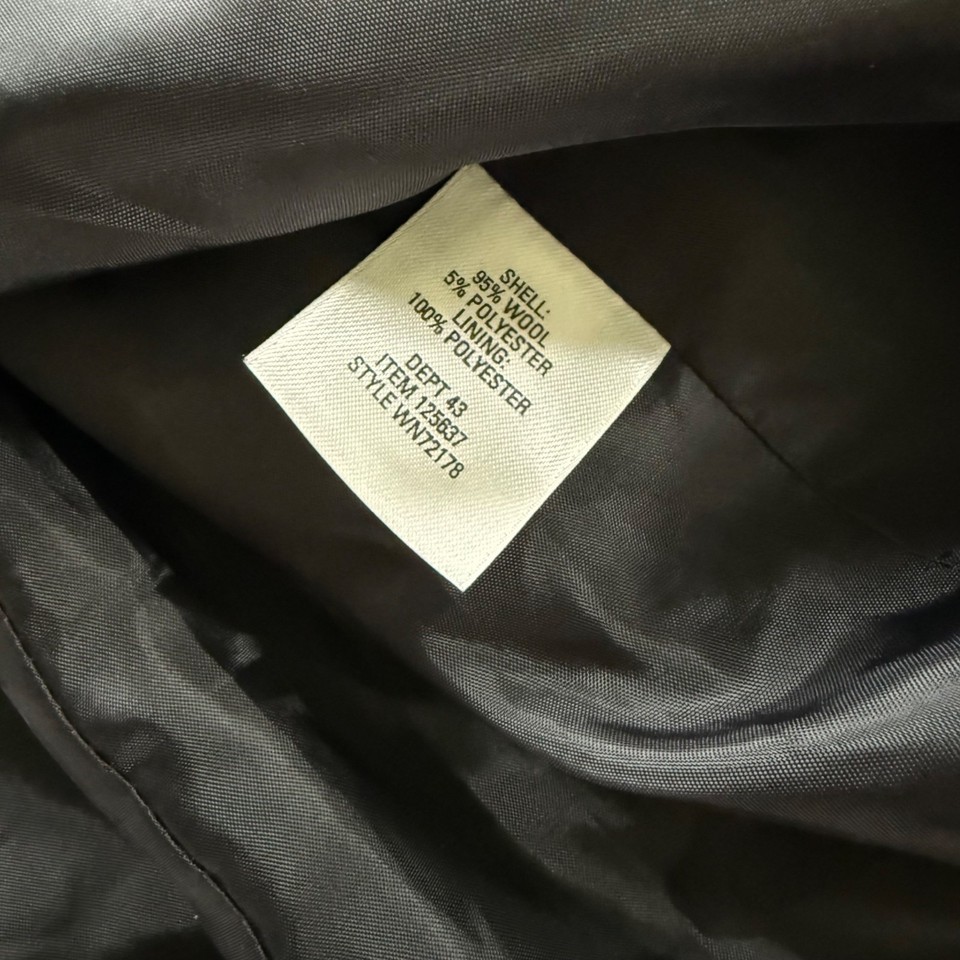 SHELL:
95% WOOL
5% POLYESTER
LINING:
100% POLYESTER
DEPT 43
ITEM 125637
STYLE WN72178